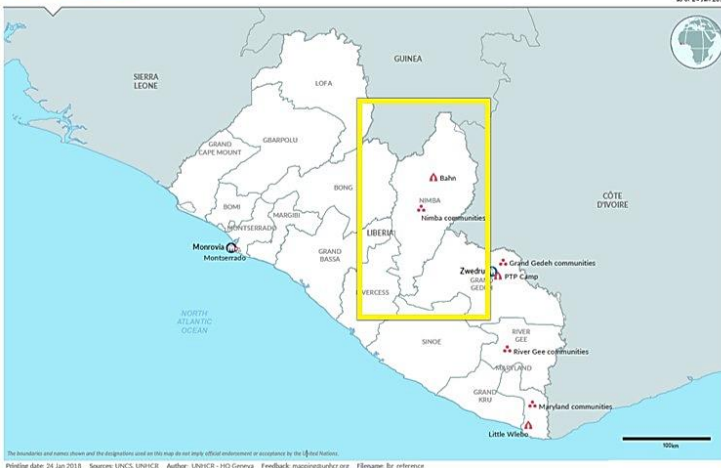 GUINEA
SIERRA
LEONE
LOFA
GBARPOLU
GRAND
CAPE MOUNT
BONG
Bahn
NIMBA
Nimba communities
CÔTE
D'IVOIRE
BOMI
MARGIBI
MONTSERRADO
LIBERIA
Monrovia
Montserrado
GRAND
BASSA
Zwedru
Grand Gedeh communities
PTP Camp
GRAND
GEDEH
RIVERCESS
NORTH
ATLANTIC
OCEAN
SINOE
RIVER
GEE
River Gee communities
MARYLAND
GRAND
KRU
Maryland communities
Little Wlebo
100km
The boundaries and names shown and the designations used on this map do not imply official endorsement or acceptance by the United Nations.
Printing date: 24 Jan 2018 Sources: UNCS, UNHCR Author: UNHCR - HQ Geneva Feedback: mapping@unhcr.org Filename: lbr_reference